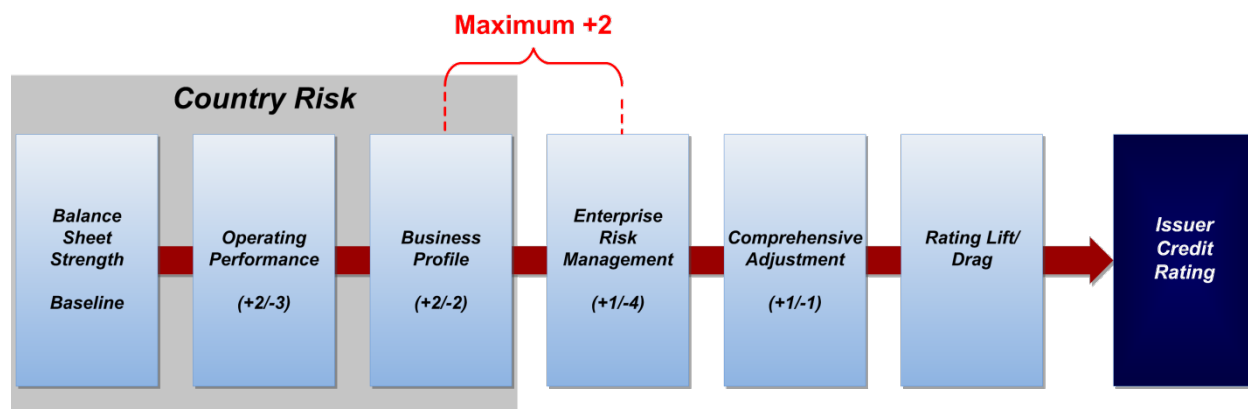 Maximum +2
Country Risk
Balance
Sheet
Strength
Baseline
Operating
Performance
(+2/-3)
Business
Profile
(+2/-2)
Enterprise
Risk
Management
(+1/-4)
Comprehensive
Adjustment
(+1/-1)
Rating Lift/
Drag
Issuer
Credit
Rating